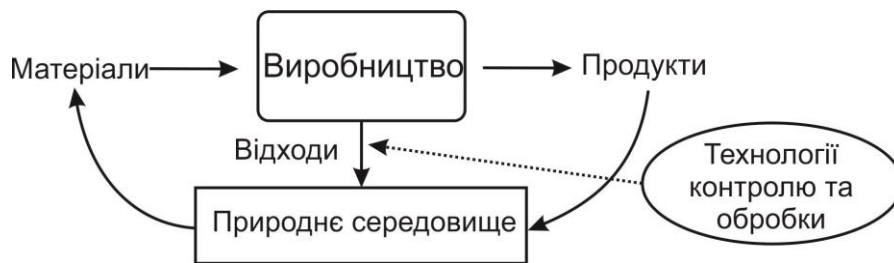 Матеріали
Виробництво
Продукти
Відходи
Технології
контролю та
обробки
Природнє середовище